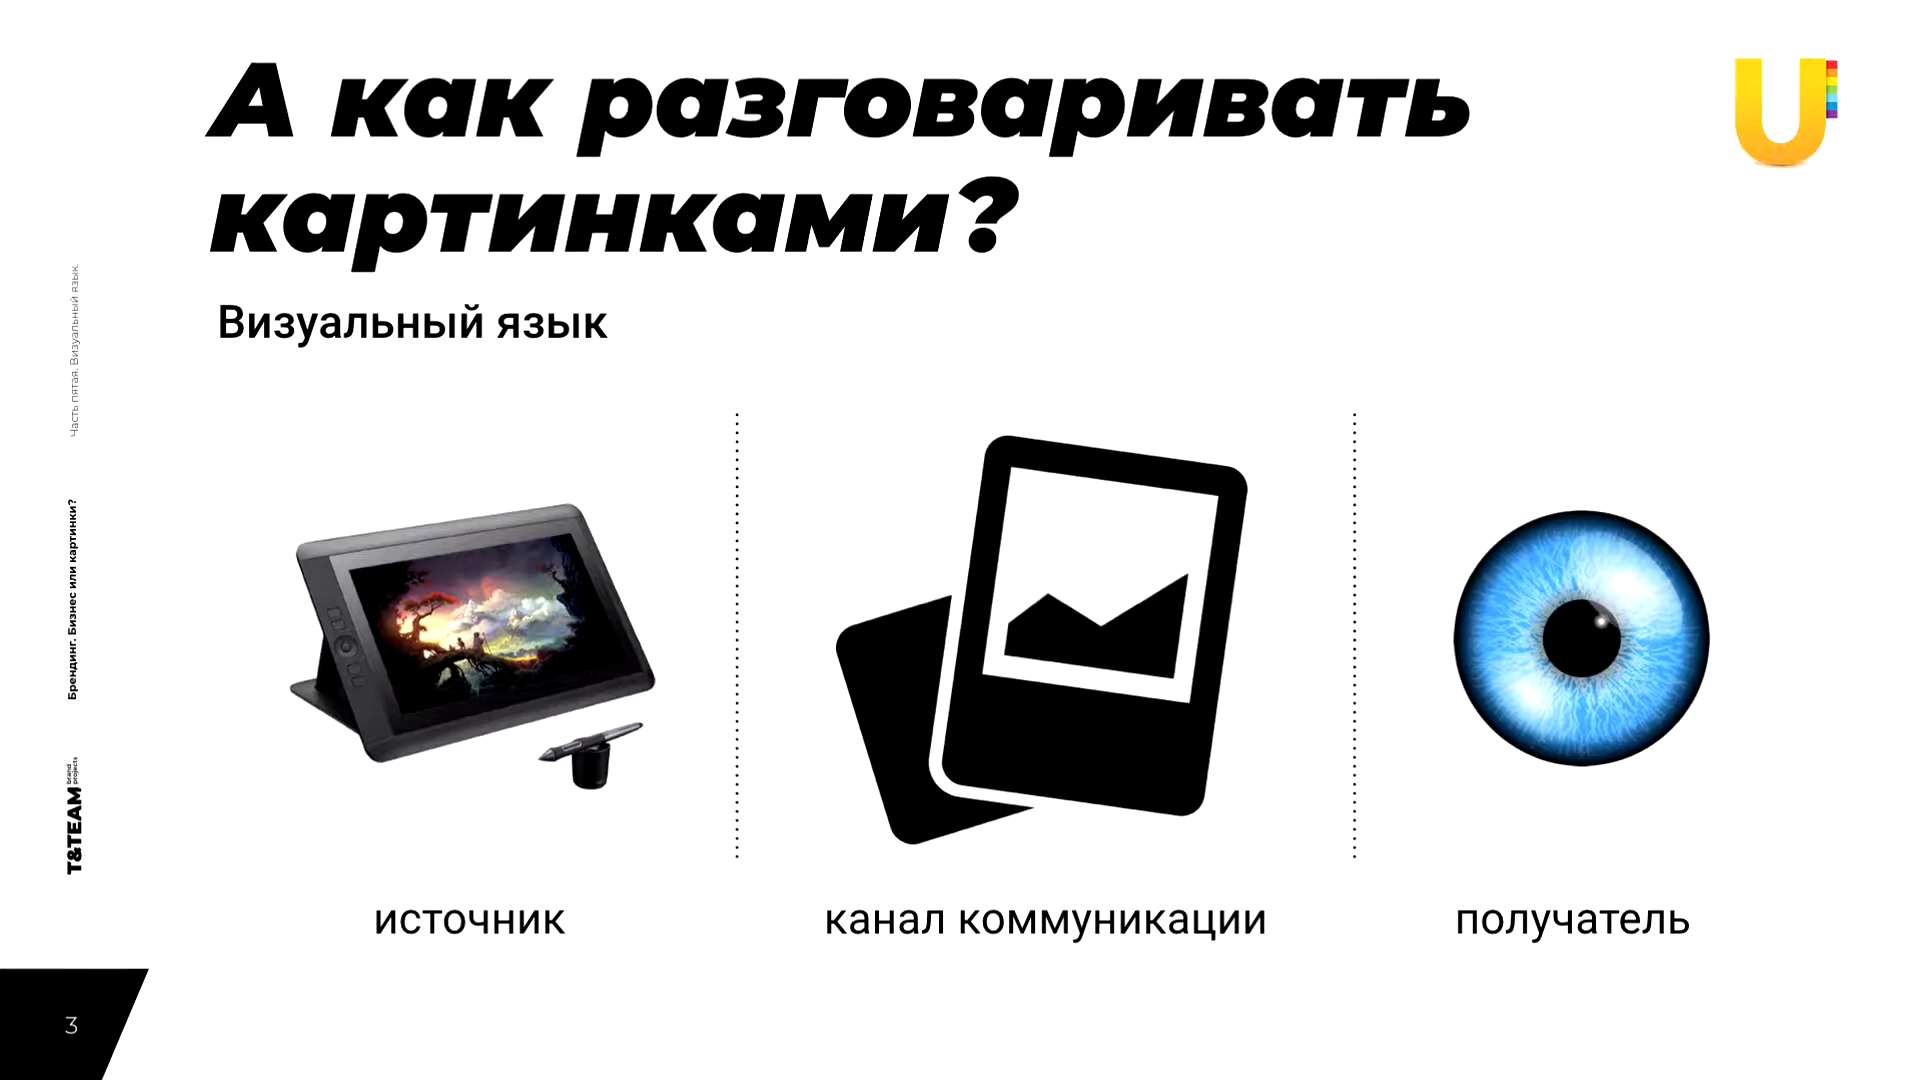 А как разговаривать
картинками?
Визуальный язык
источник
канал коммуникации
получатель
Часть пятая. Визуальный язык.
Брендинг. Бизнес или картинки?
T&TEAM brand
projects
3
U